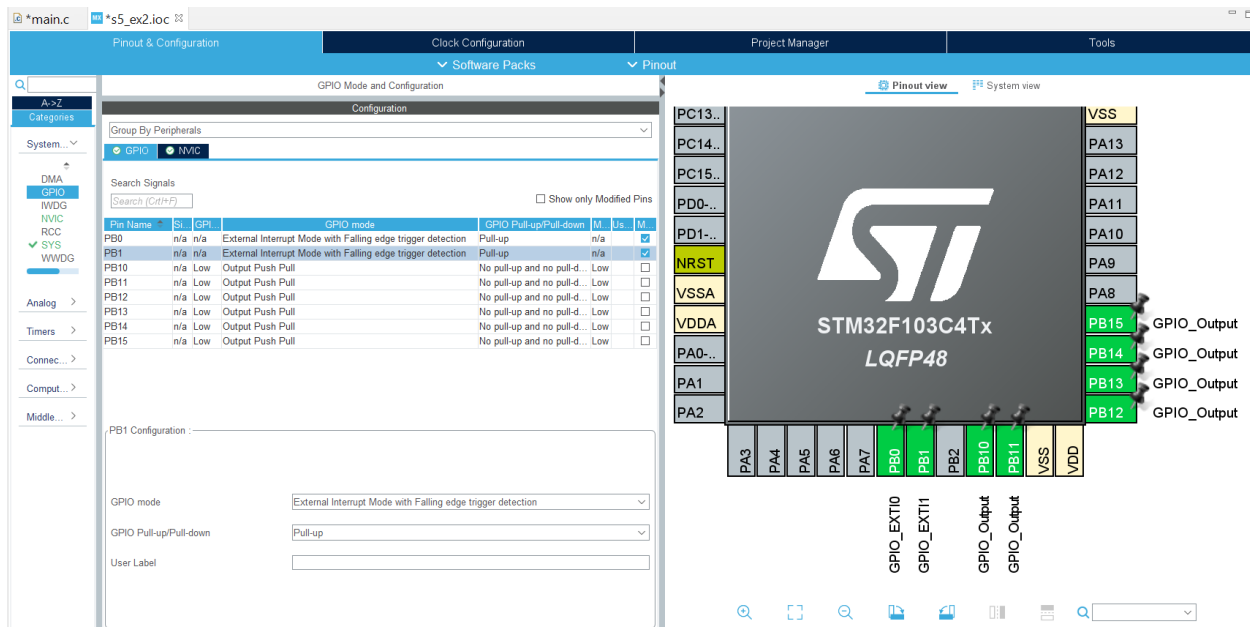 *main.c
MX *s5_ex2.ioc
Pinout & Configuration
Clock Configuration
Project Manager
Tools
Software Packs
Pinout
GPIO Mode and Configuration
Pinout view
System view
A->Z
Categories
System...
DMA
GPIO
IWDG
NVIC
RCC
SYS
WWDG
Analog
Timers
Connec...
Comput...
Middle...
Configuration
Group By Peripherals
GPIO
NVIC
Search Signals
Search (Crtl+F)
Show only Modified Pins
Pin Name Si... GPI... GPIO mode GPIO Pull-up/Pull-down M... Us... M...
PB0 n/a n/a External Interrupt Mode with Falling edge trigger detection Pull-up n/a
PB1 n/a n/a External Interrupt Mode with Falling edge trigger detection Pull-up n/a
PB10 n/a Low Output Push Pull No pull-up and no pull-d... Low
PB11 n/a Low Output Push Pull No pull-up and no pull-d... Low
PB12 n/a Low Output Push Pull No pull-up and no pull-d... Low
PB13 n/a Low Output Push Pull No pull-up and no pull-d... Low
PB14 n/a Low Output Push Pull No pull-up and no pull-d... Low
PB15 n/a Low Output Push Pull No pull-up and no pull-d... Low
PB1 Configuration :
GPIO mode External Interrupt Mode with Falling edge trigger detection
GPIO Pull-up/Pull-down Pull-up
User Label
PC13..
PC14..
PC15..
PD0-..
PD1-..
NRST
VSSA
VDDA
PA0-..
PA1
PA2
ST
STM32F103C4Tx
LQFP48
VSS
PA13
PA12
PA11
PA10
PA9
PA8
PB15 GPIO_Output
PB14 GPIO_Output
PB13 GPIO_Output
PB12 GPIO_Output
PA3
PA4
PA5
PA6
PA7
PB0
PB1
PB2
PB10
PB11
VSS
VDD
GPIO_EXTI0
GPIO_EXTI1
GPIO_Output
GPIO_Output